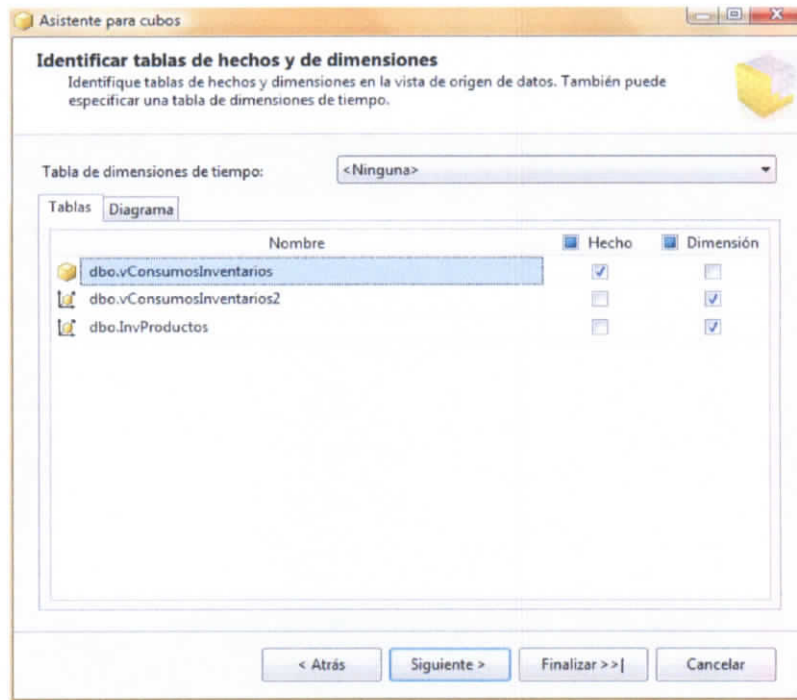 Asistente para cubos
Identificar tablas de hechos y de dimensiones
Identifique tablas de hechos y dimensiones en la vista de origen de datos. También puede
especificar una tabla de dimensiones de tiempo.
Tabla de dimensiones de tiempo: <Ninguna>
Tablas Diagrama
Nombre Hecho Dimensión
dbo.vConsumosInventarios
dbo.vConsumosInventarios2
dbo.InvProductos
< Atrás Siguiente > Finalizar >>| Cancelar